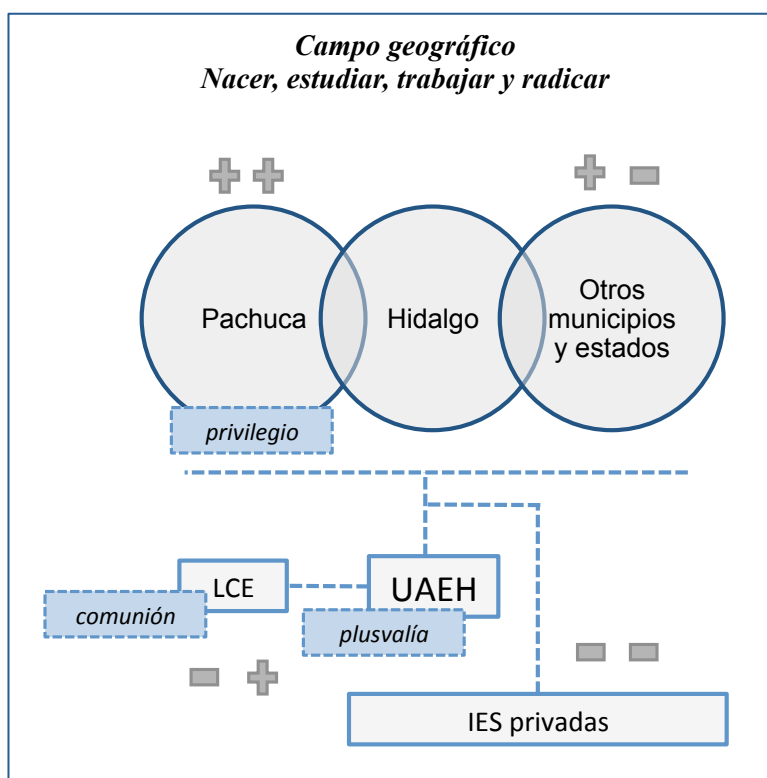 Campo geográfico
Nacer, estudiar, trabajar y radicar
Pachuca
Hidalgo
Otros
municipios
y estados
privilegio
LCE
UAEH
comunión
plusvalía
IES privadas